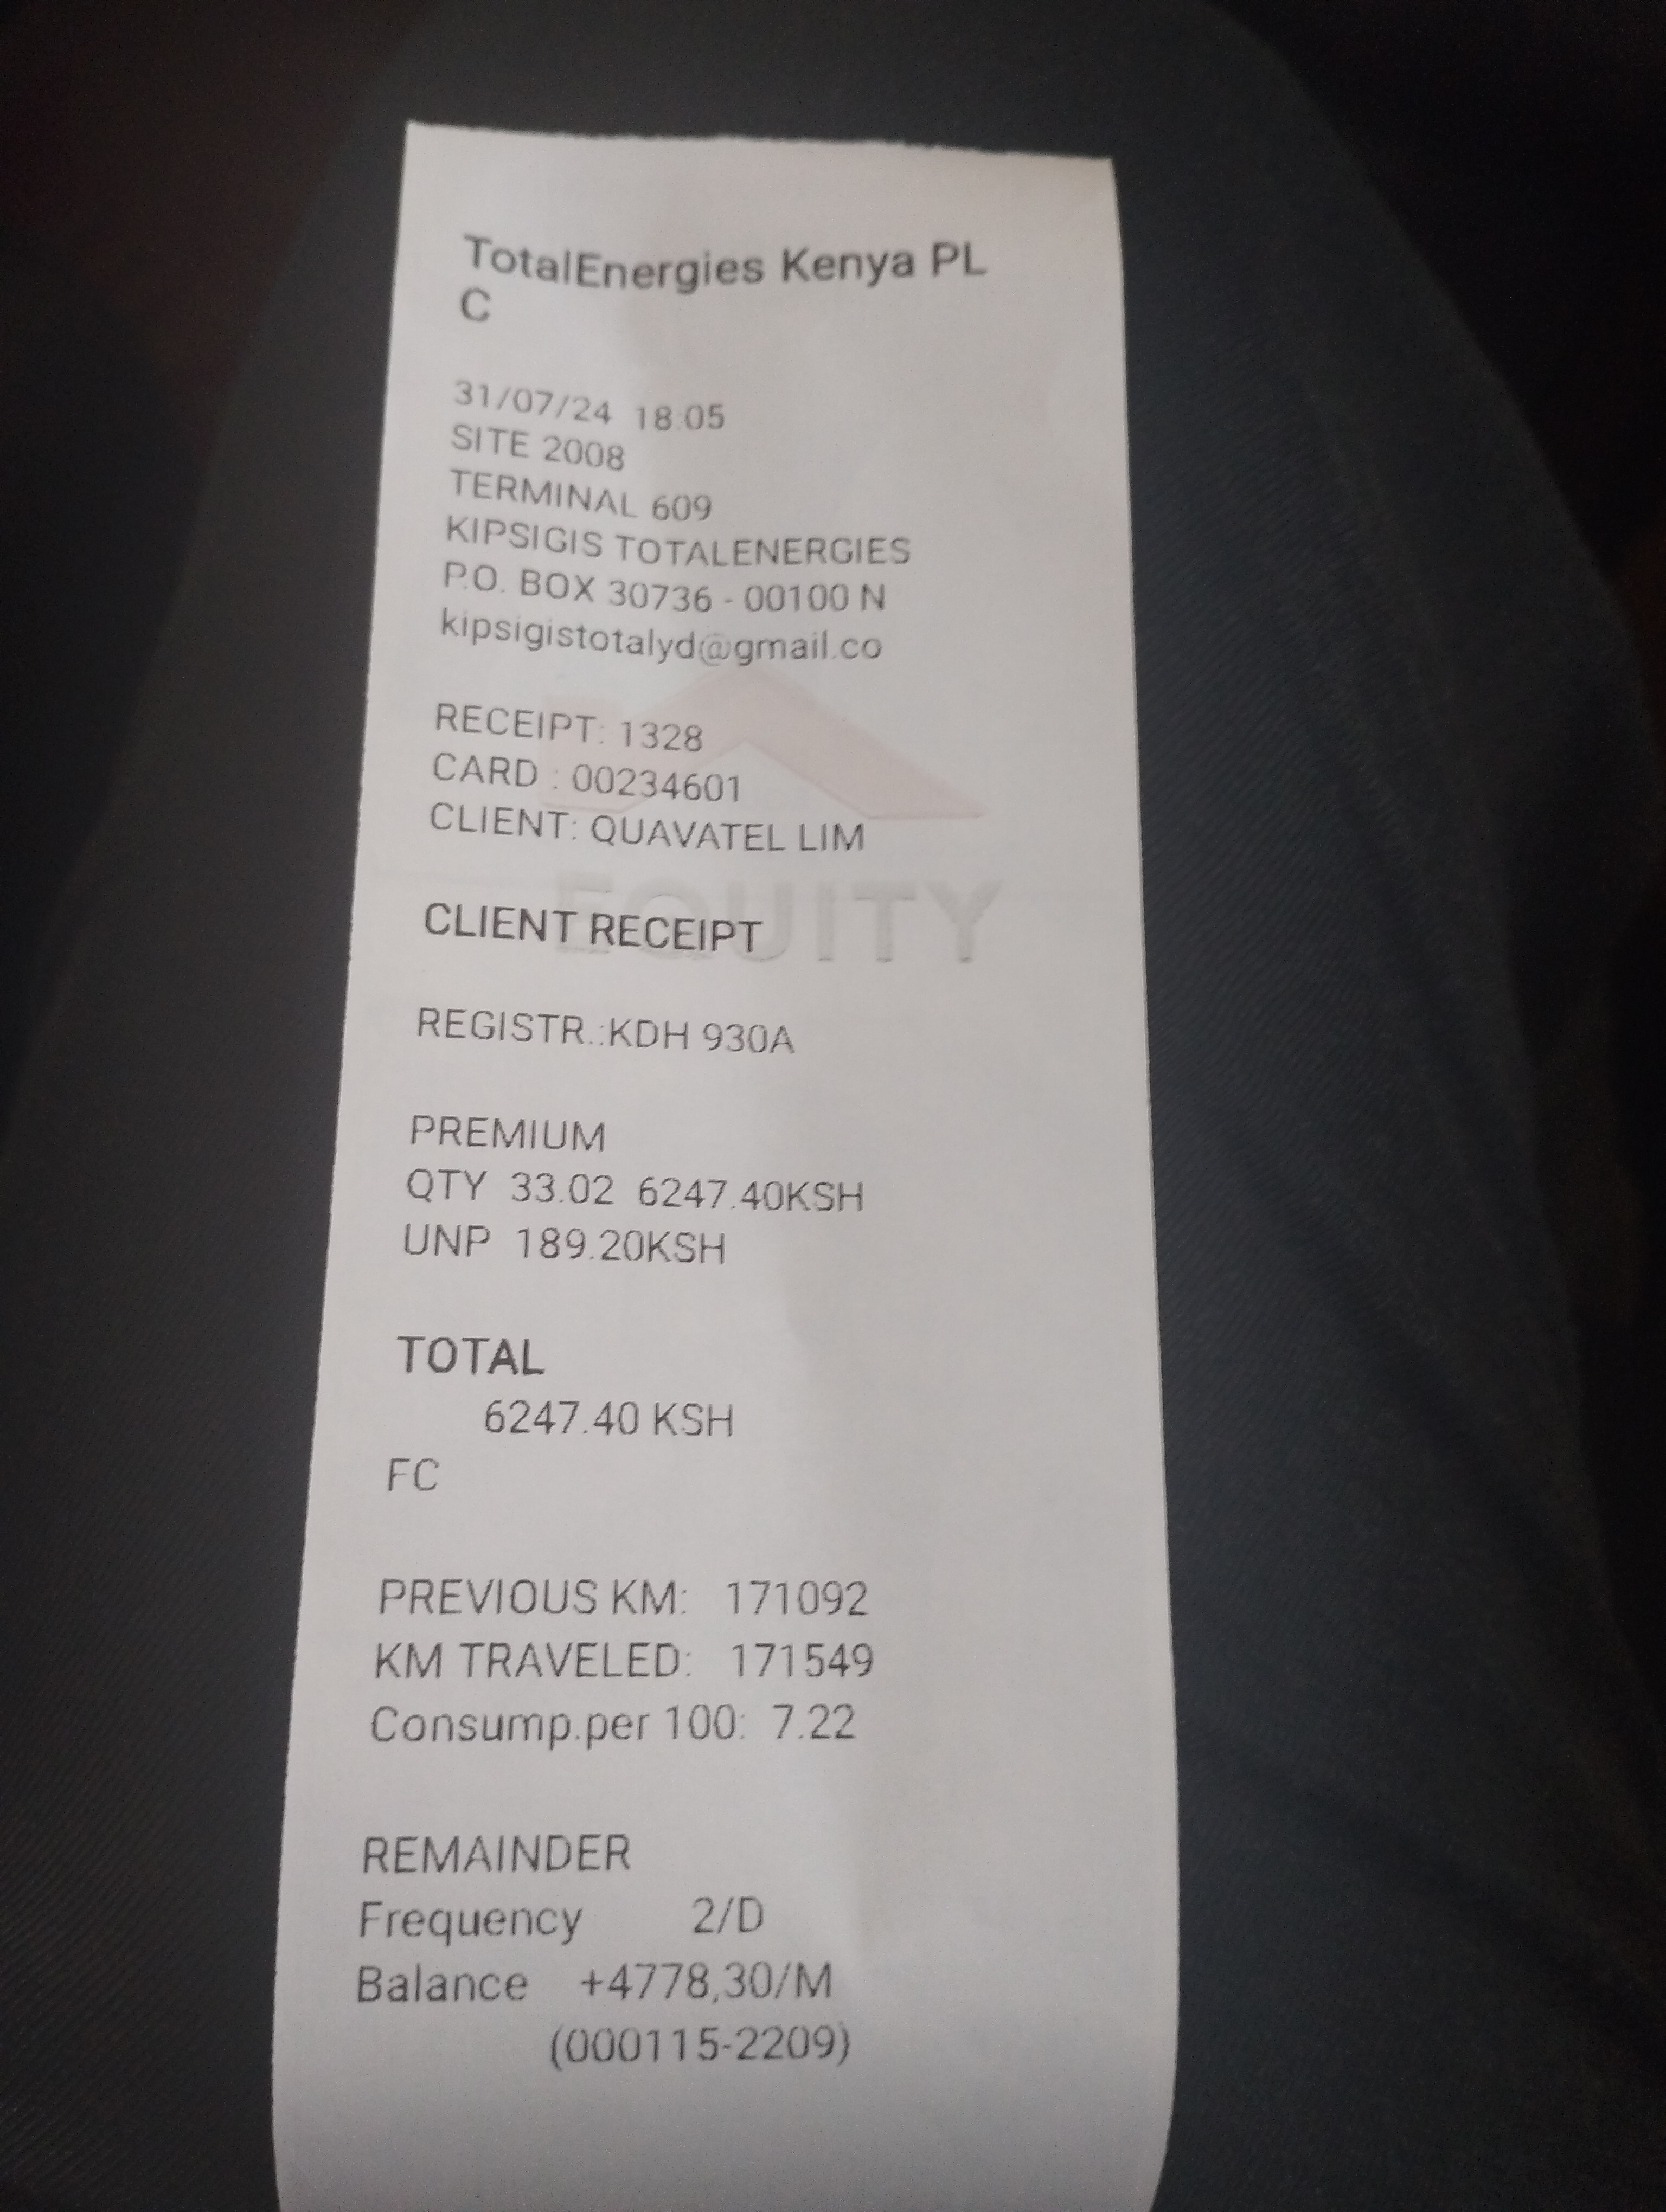 TotalEnergies Kenya PL
C
31/07/24 18:05
SITE 2008
TERMINAL 609
KIPSIGIS TOTALENERGIES
P.O. BOX 30736 - 00100 N
kipsigistotalyd@gmail.co
RECEIPT: 1328
CARD : 00234601
CLIENT: QUAVATEL LIM
EQUITY
CLIENT RECEIPT
REGISTR.:KDH 930A
PREMIUM
QTY 33.02 6247.40KSH
UNP 189.20KSH
TOTAL
6247.40 KSH
FC
PREVIOUS KM: 171092
KM TRAVELED: 171549
Consump.per 100: 7.22
REMAINDER
Frequency 2/D
Balance +4778,30/M
(000115-2209)